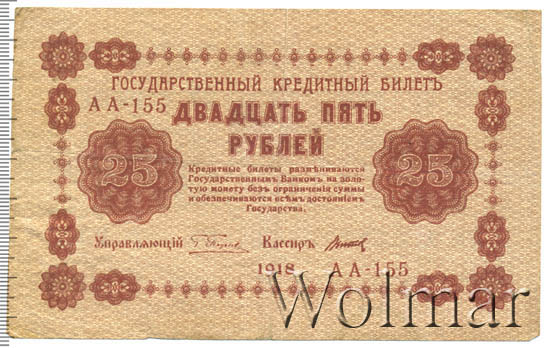 ГОСУДАРСТВЕННЫЙ КРЕДИТНЫЙ БИЛЕТЪ
АА-155
ДВАДЦАТЬ ПЯТЬ
РУБЛЕЙ
25
25
Кредитные билеты размѣниваются
Государственнымъ Банкомъ на золо-
тую монету безъ ограниченія суммы
и обезпечиваются всѣмъ достояніемъ
Государства.
Управляющій
Кассиръ
1918
АА-155
Wolmar